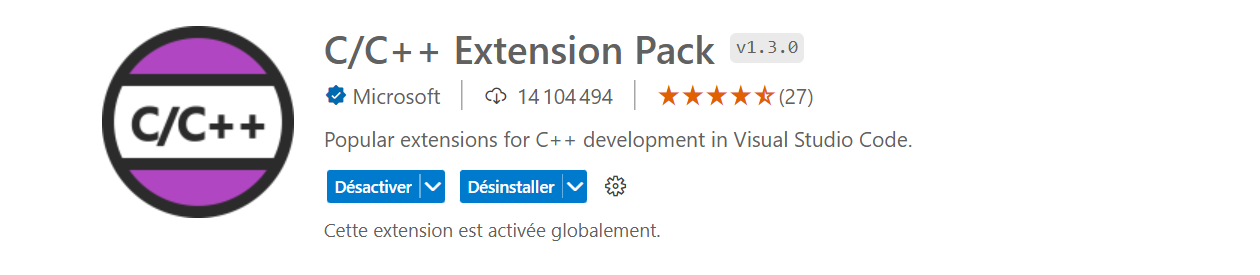 C/C++ Extension Pack v1.3.0
C/C++
Microsoft 14 104 494 (27)
Popular extensions for C++ development in Visual Studio Code.
Désactiver Désinstaller
Cette extension est activée globalement.